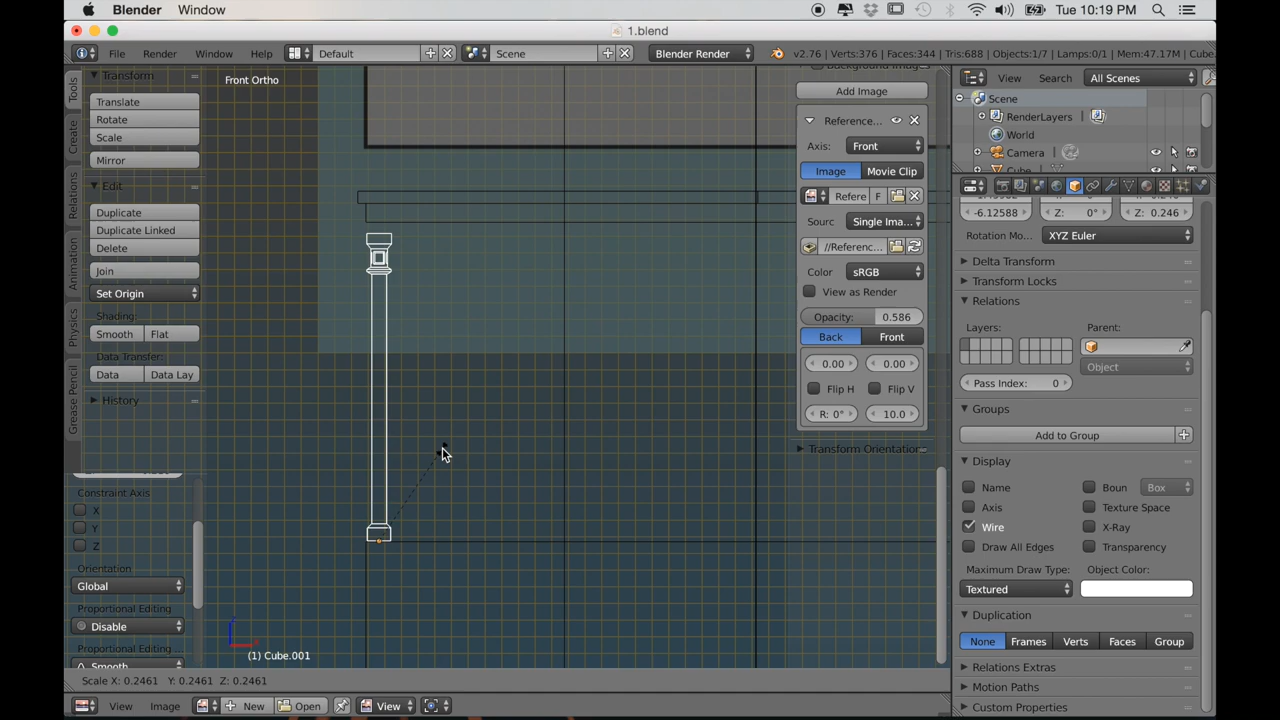 Blender Window Tue 10:19 PM
1.blend
File Render Window Help Default Scene Blender Render v2.76 | Verts:376 | Faces:344 | Tris:688 | Objects:1/7 | Lamps:0/1 | Mem:47.17M | Cube.
Tools
Create
Relations
Animation
Physics
Grease Pencil
Transform
Translate
Rotate
Scale
Mirror
Edit
Duplicate
Duplicate Linked
Delete
Join
Set Origin
Shading:
Smooth Flat
Data Transfer:
Data Data Lay
History
Constraint Axis
X
Y
Z
Orientation
Global
Proportional Editing
Disable
Proportional Editing
Smooth
Front Ortho
(1) Cube.001
Scale X: 0.2461 Y: 0.2461 Z: 0.2461
View Image New Open View
Add Image
Reference...
Axis: Front
Image Movie Clip
Refere F
Sourc Single Ima...
//Referenc...
Color sRGB
View as Render
Opacity: 0.586
Back Front
0.00 0.00
Flip H Flip V
R: 0° 10.0
Transform Orientation
View Search All Scenes
Scene
RenderLayers
World
Camera
Cube
-6.12588 Z: 0° Z: 0.246
Rotation Mo... XYZ Euler
Delta Transform
Transform Locks
Relations
Layers: Parent:
Object
Pass Index: 0
Groups
Add to Group
Display
Name Boun Box
Axis Texture Space
Wire X-Ray
Draw All Edges Transparency
Maximum Draw Type: Object Color:
Textured
Duplication
None Frames Verts Faces Group
Relations Extras
Motion Paths
Custom Properties